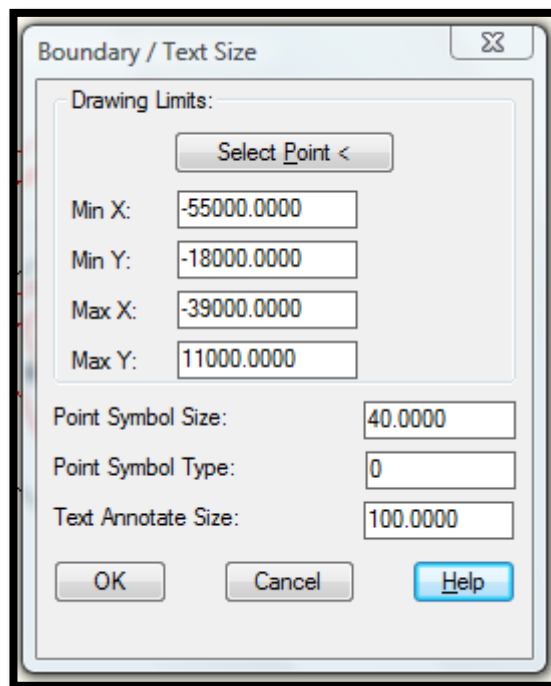 Boundary / Text Size
Drawing Limits:
Select Point <
Min X: -55000.0000
Min Y: -18000.0000
Max X: -39000.0000
Max Y: 11000.0000
Point Symbol Size: 40.0000
Point Symbol Type: 0
Text Annotate Size: 100.0000
OK Cancel Help